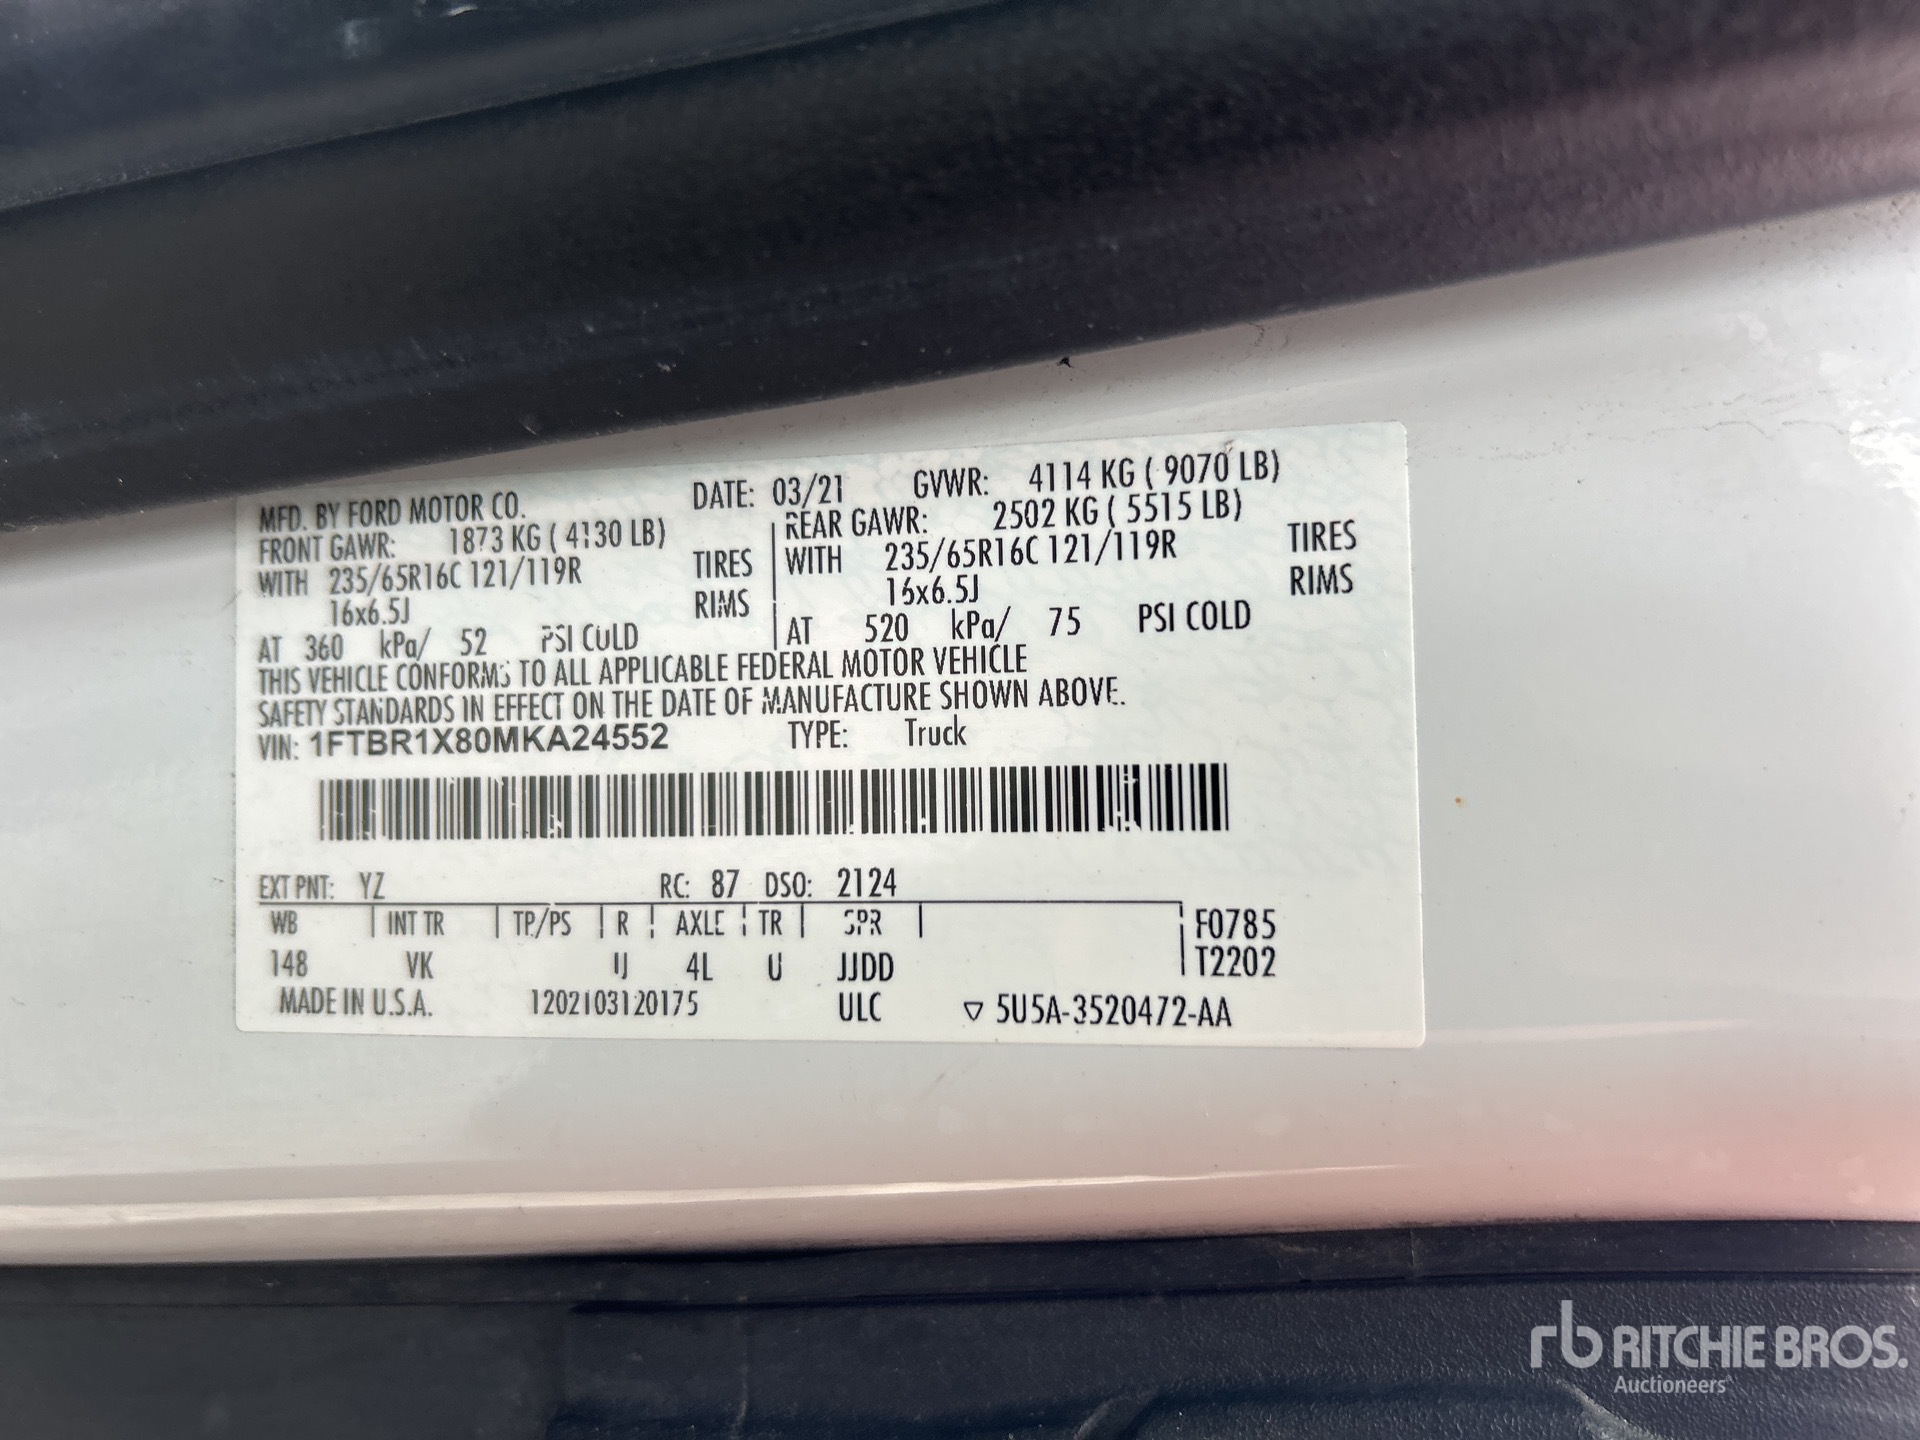 MFD. BY FORD MOTOR CO. DATE: 03/21 GVWR: 4114 KG ( 9070 LB)
FRONT GAWR: 1873 KG ( 4130 LB) REAR GAWR: 2502 KG ( 5515 LB)
WITH 235/65R16C 121/119R TIRES WITH 235/65R16C 121/119R TIRES
16x6.5J RIMS 16x6.5J RIMS
AT 360 kPa/ 52 PSI COLD AT 520 kPa/ 75 PSI COLD
THIS VEHICLE CONFORMS TO ALL APPLICABLE FEDERAL MOTOR VEHICLE
SAFETY STANDARDS IN EFFECT ON THE DATE OF MANUFACTURE SHOWN ABOVE.
VIN: 1FTBR1X80MKA24552 TYPE: Truck
EXT PNT: YZ RC: 87 DSO: 2124
WB INT TR TP/PS R AXLE TR SPR F0785
148 VK 4L U JJDD T2202
MADE IN U.S.A. 1202103120175 ULC ▽ 5U5A-3520472-AA
rb RITCHIE BROS.
Auctioneers